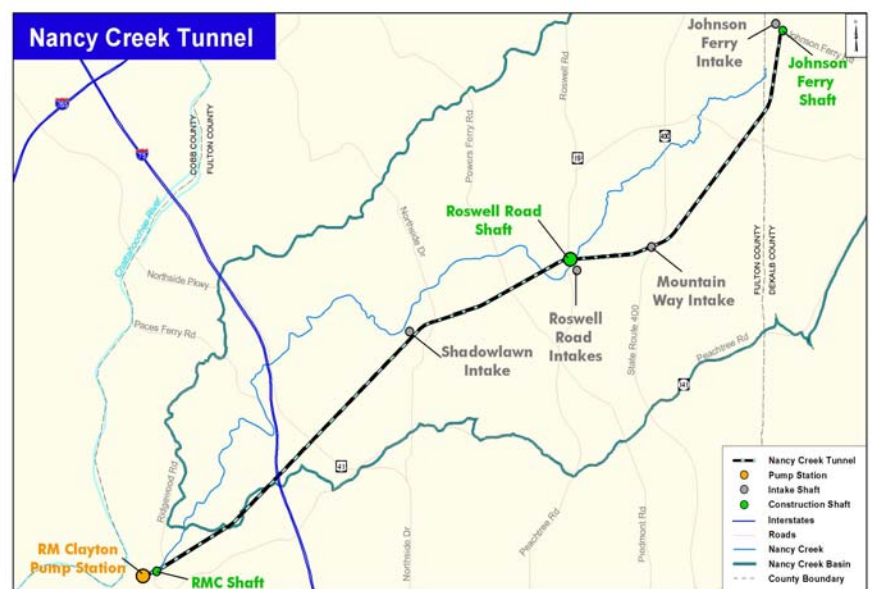 Nancy Creek Tunnel
Johnson
Ferry
Intake
Johnson Ferry Rd
Johnson
Ferry
Shaft
Roswell Rd
Powers Ferry Rd
COBB COUNTY
FULTON COUNTY
19
Chattahoochee River
Northside Dr
Roswell Road
Shaft
Northside Pkwy
Mountain
Way Intake
FULTON COUNTY
DEKALB COUNTY
Paces Ferry Rd
Roswell
Road
Intakes
State Route 400
Shadowlawn
Intake
Peachtree Rd
141
41
Ridgewood Rd
Northside Dr
Peachtree Rd
Piedmont Rd
RM Clayton
Pump Station
RMC Shaft
Nancy Creek Tunnel
Pump Station
Intake Shaft
Construction Shaft
Interstates
Roads
Nancy Creek
Nancy Creek Basin
County Boundary